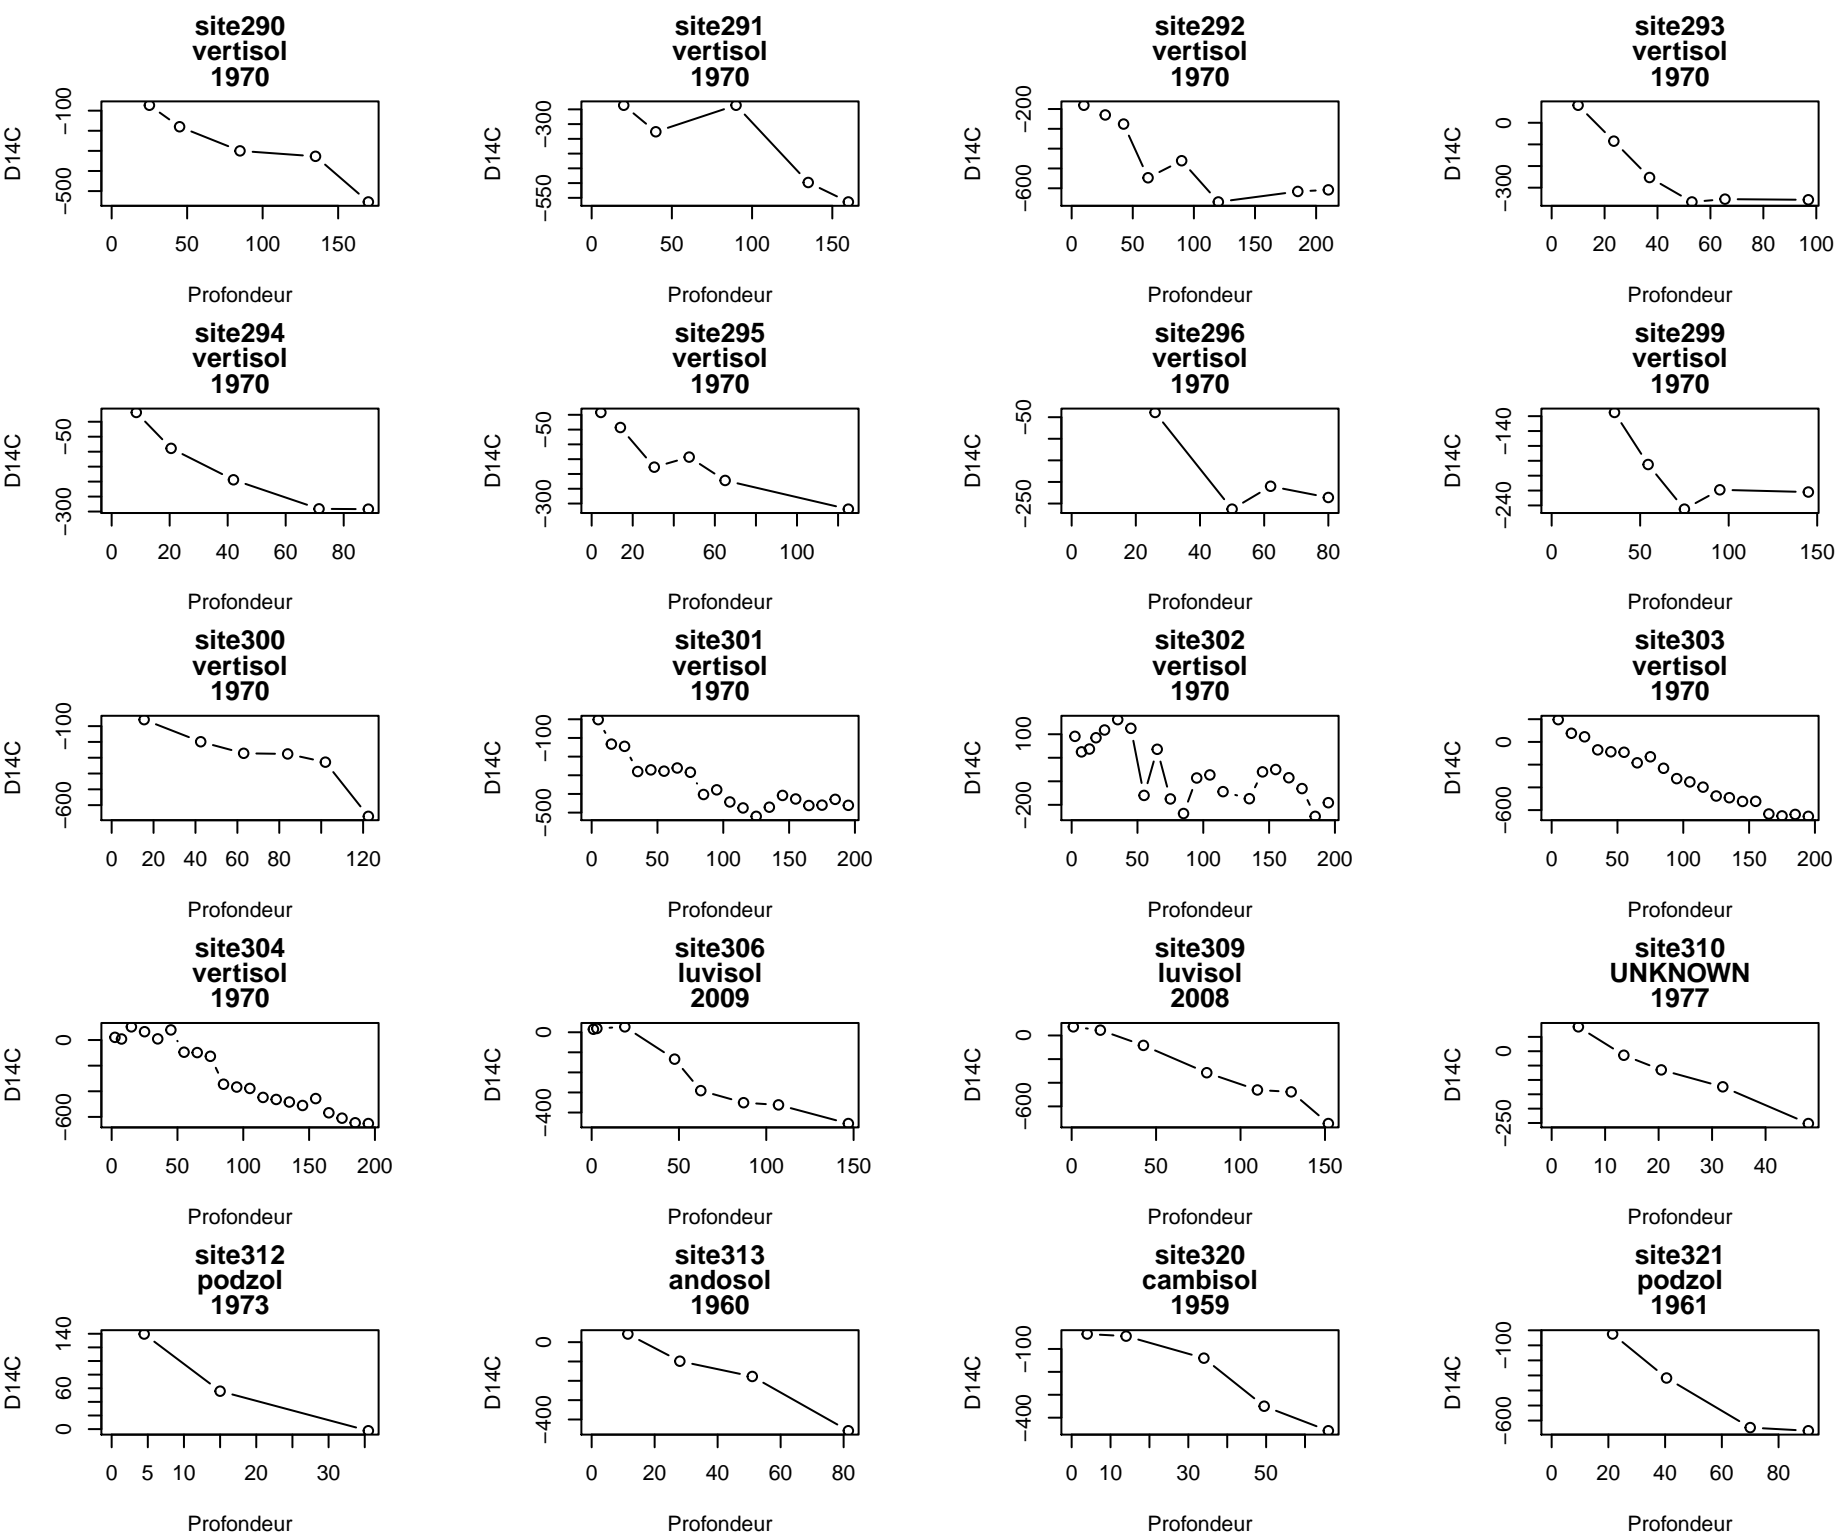 site290
vertisol
1970
D14C
−100
−500
0 50 100 150
Profondeur
site291
vertisol
1970
D14C
−300
−550
0 50 100 150
Profondeur
site292
vertisol
1970
D14C
−200
−600
0 50 100 150 200
Profondeur
site293
vertisol
1970
D14C
0
−300
0 20 40 60 80 100
Profondeur
site294
vertisol
1970
D14C
−50
−300
0 20 40 60 80
Profondeur
site295
vertisol
1970
D14C
−50
−300
0 20 60 100
Profondeur
site296
vertisol
1970
D14C
−50
−250
0 20 40 60 80
Profondeur
site299
vertisol
1970
D14C
−140
−240
0 50 100 150
Profondeur
site300
vertisol
1970
D14C
−100
−600
0 20 40 60 80 100 120
Profondeur
site301
vertisol
1970
D14C
−100
−500
0 50 100 150 200
Profondeur
site302
vertisol
1970
D14C
100
−200
0 50 100 150 200
Profondeur
site303
vertisol
1970
D14C
0
−600
0 50 100 150 200
Profondeur
site304
vertisol
1970
D14C
0
−600
0 50 100 150 200
Profondeur
site306
luvisol
2009
D14C
0
−400
0 50 100 150
Profondeur
site309
luvisol
2008
D14C
0
−600
0 50 100 150
Profondeur
site310
UNKNOWN
1977
D14C
0
−250
0 10 20 30 40
Profondeur
site312
podzol
1973
D14C
140
60
0
0 5 10 20 30
Profondeur
site313
andosol
1960
D14C
0
−400
0 20 40 60 80
Profondeur
site320
cambisol
1959
D14C
−100
−400
0 10 30 50
Profondeur
site321
podzol
1961
D14C
−100
−600
0 20 40 60 80
Profondeur